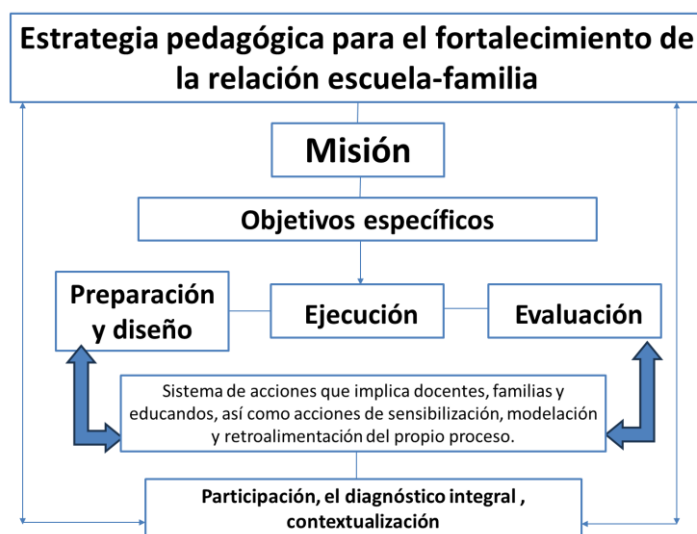 Estrategia pedagógica para el fortalecimiento de
la relación escuela-familia
Misión
Objetivos específicos
Preparación
y diseño
Ejecución
Evaluación
Sistema de acciones que implica docentes, familias y
educandos, así como acciones de sensibilización, modelación
y retroalimentación del propio proceso.
Participación, el diagnóstico integral ,
contextualización